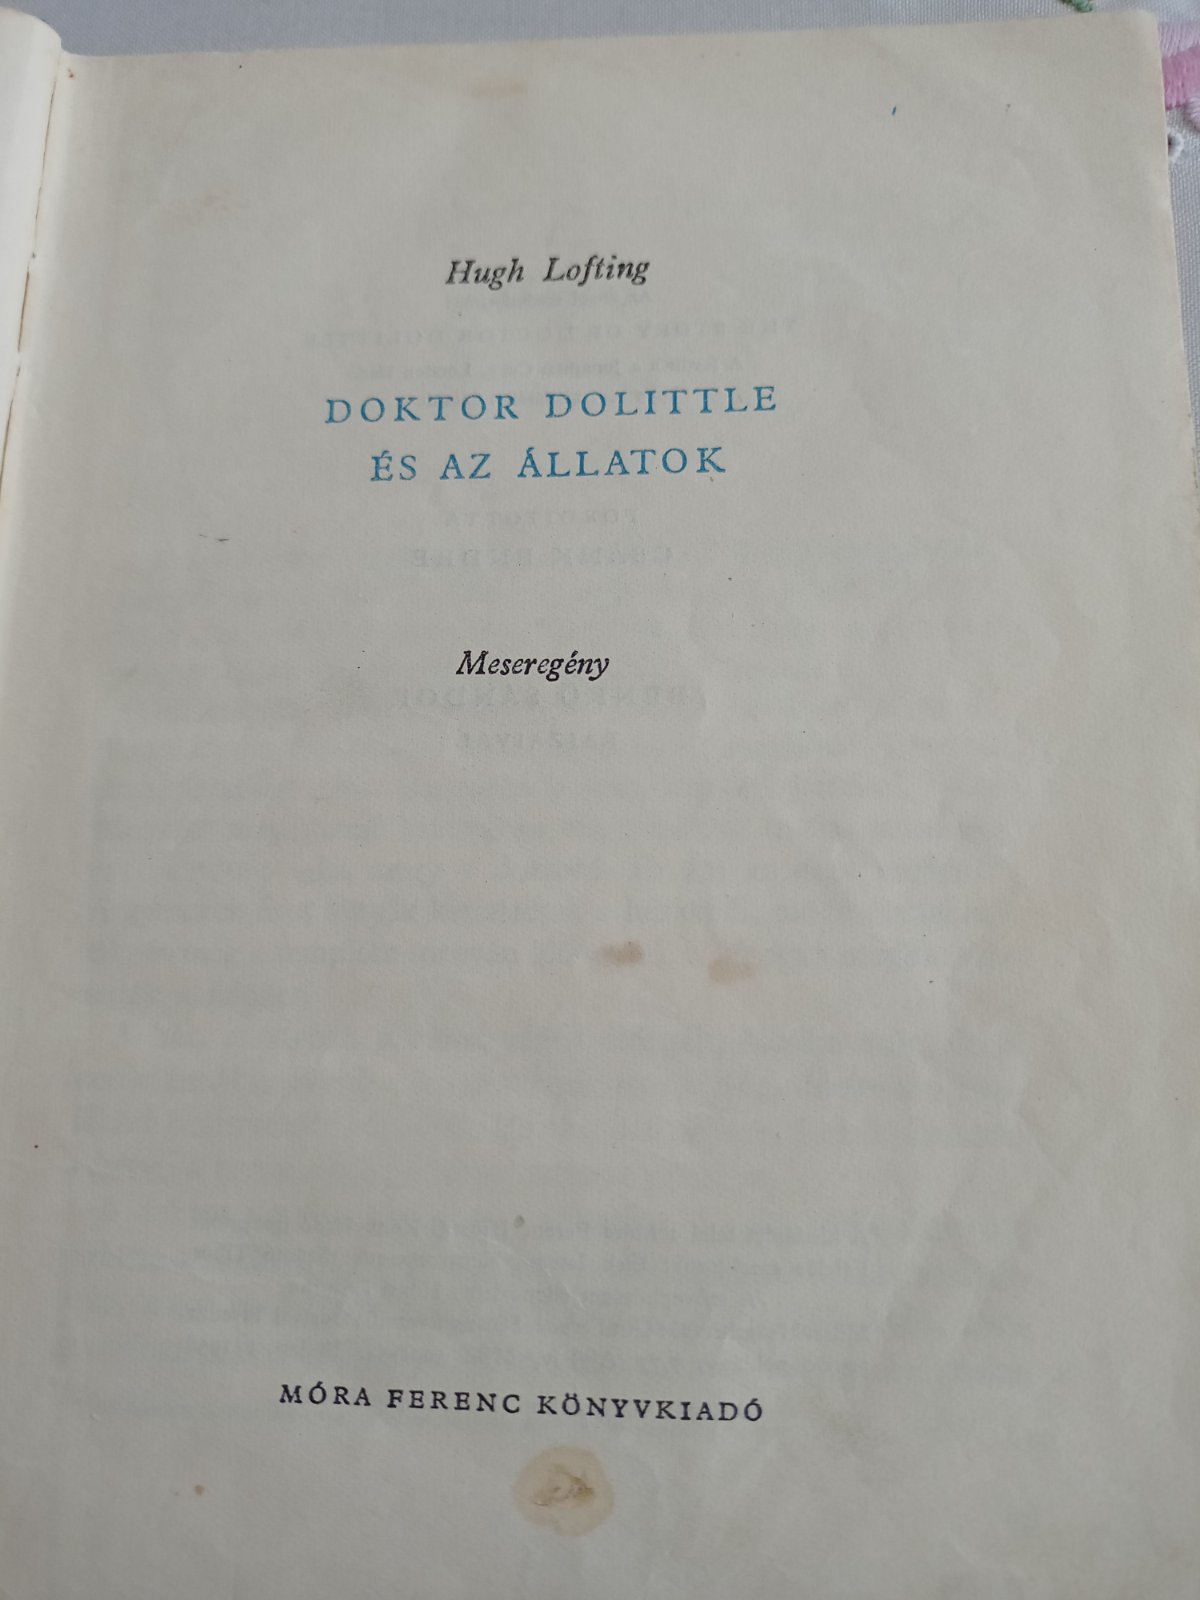 Hugh Lofting
DOKTOR DOLITTLE
ÉS AZ ÁLLATOK
Meseregény
MÓRA FERENC KÖNYVKIADÓ